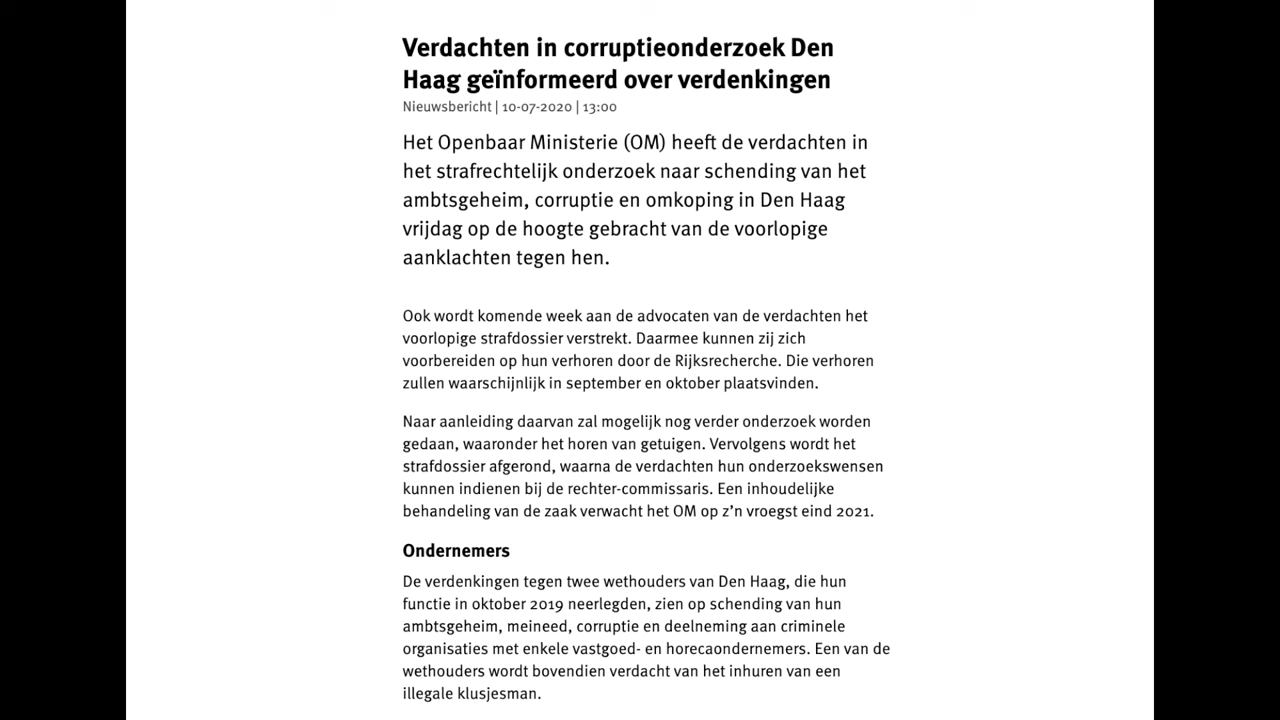 Verdachten in corruptieonderzoek Den
Haag geïnformeerd over verdenkingen
Nieuwsbericht | 10-07-2020 | 13:00
Het Openbaar Ministerie (OM) heeft de verdachten in
het strafrechtelijk onderzoek naar schending van het
ambtsgeheim, corruptie en omkoping in Den Haag
vrijdag op de hoogte gebracht van de voorlopige
aanklachten tegen hen.
Ook wordt komende week aan de advocaten van de verdachten het
voorlopige strafdossier verstrekt. Daarmee kunnen zij zich
voorbereiden op hun verhoren door de Rijksrecherche. Die verhoren
zullen waarschijnlijk in september en oktober plaatsvinden.
Naar aanleiding daarvan zal mogelijk nog verder onderzoek worden
gedaan, waaronder het horen van getuigen. Vervolgens wordt het
strafdossier afgerond, waarna de verdachten hun onderzoekswensen
kunnen indienen bij de rechter-commissaris. Een inhoudelijke
behandeling van de zaak verwacht het OM op z’n vroegst eind 2021.
Ondernemers
De verdenkingen tegen twee wethouders van Den Haag, die hun
functie in oktober 2019 neerlegden, zien op schending van hun
ambtsgeheim, meineed, corruptie en deelneming aan criminele
organisaties met enkele vastgoed- en horecaondernemers. Een van de
wethouders wordt bovendien verdacht van het inhuren van een
illegale klusjesman.